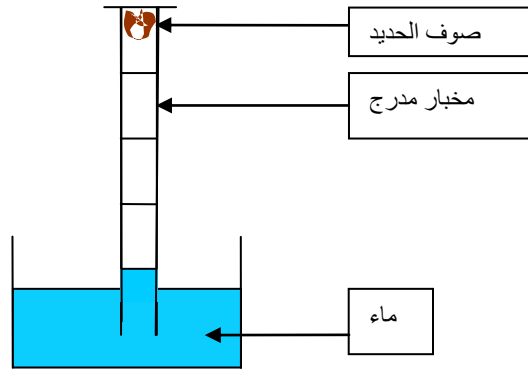 صوف الحديد
مخبار مدرج
ماء